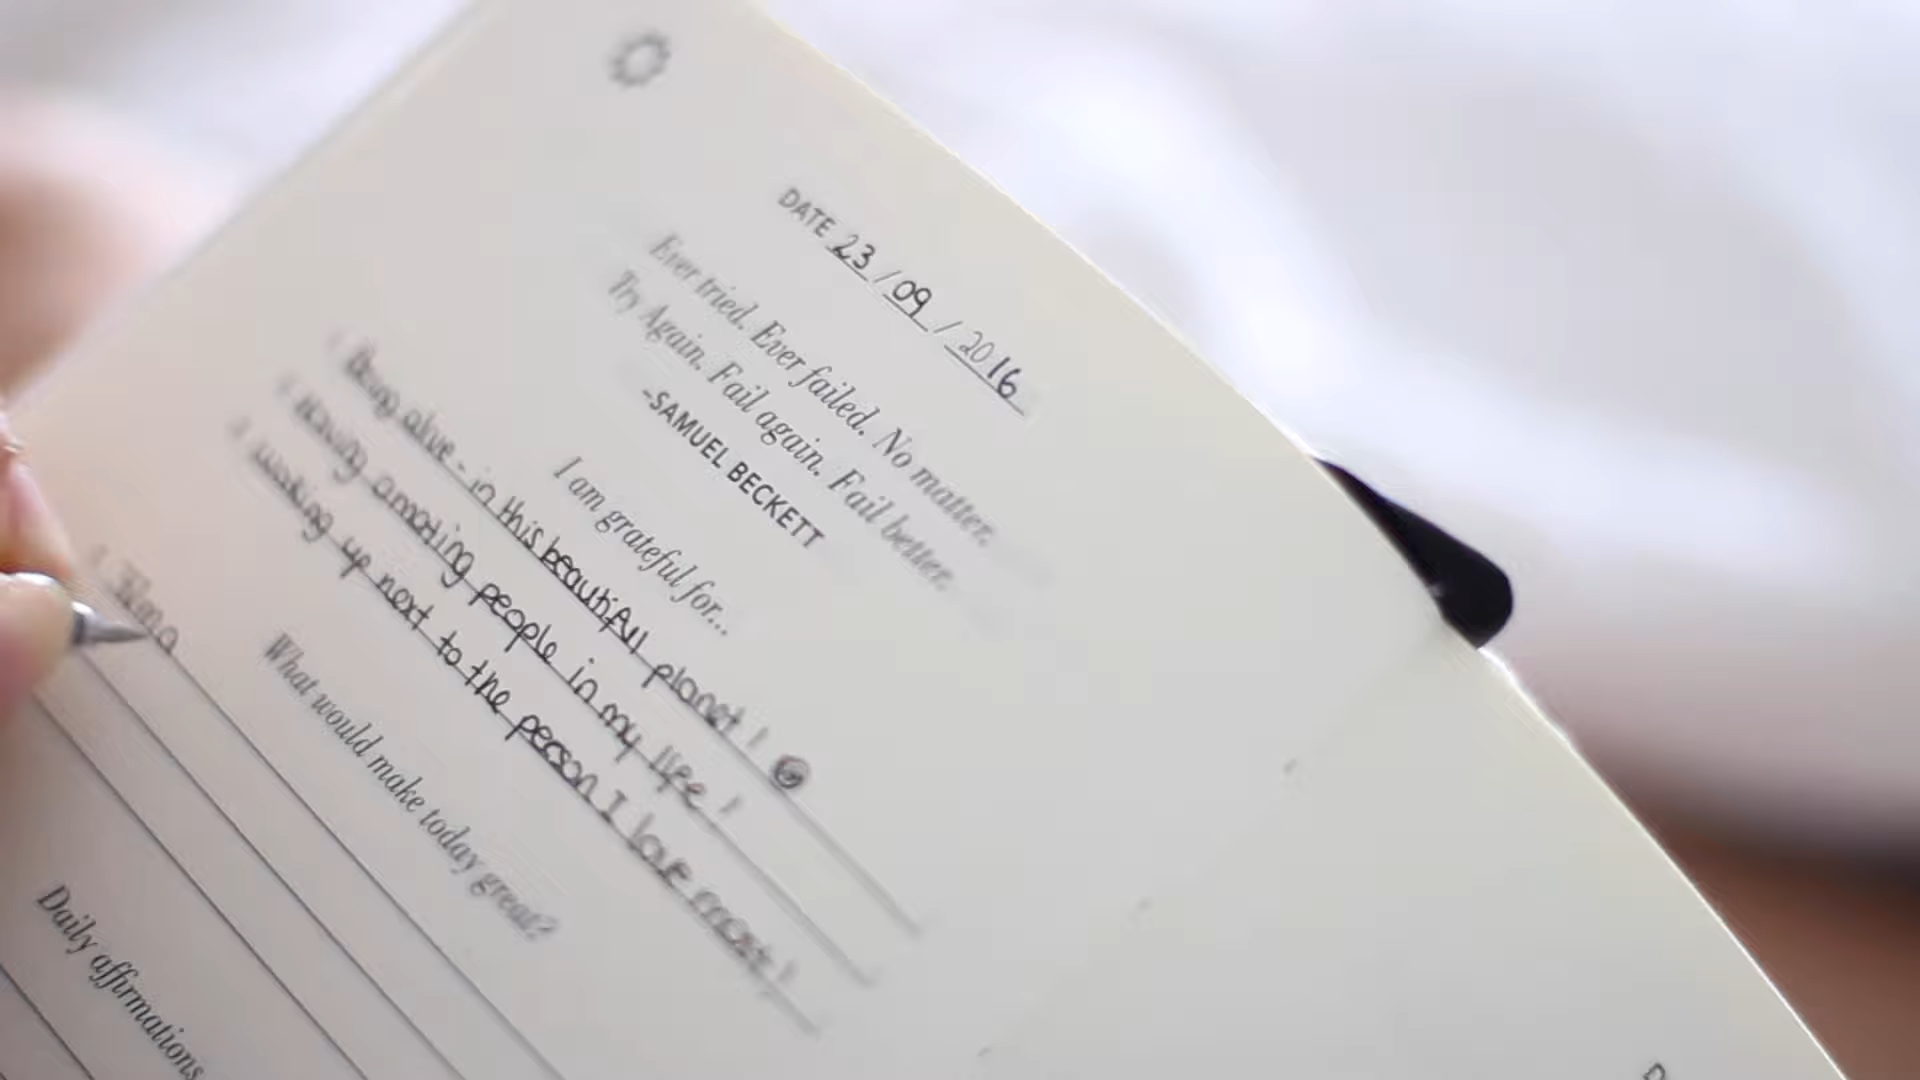 DATE 23/09/2016
Ever tried. Ever failed. No matter.
Try Again. Fail again. Fail better.
-SAMUEL BECKETT
I am grateful for...
Being alive - in this beautifull planet!
Having amazing people in my life!
waking up next to the person I love most!
What would make today great?
Daily affirmations